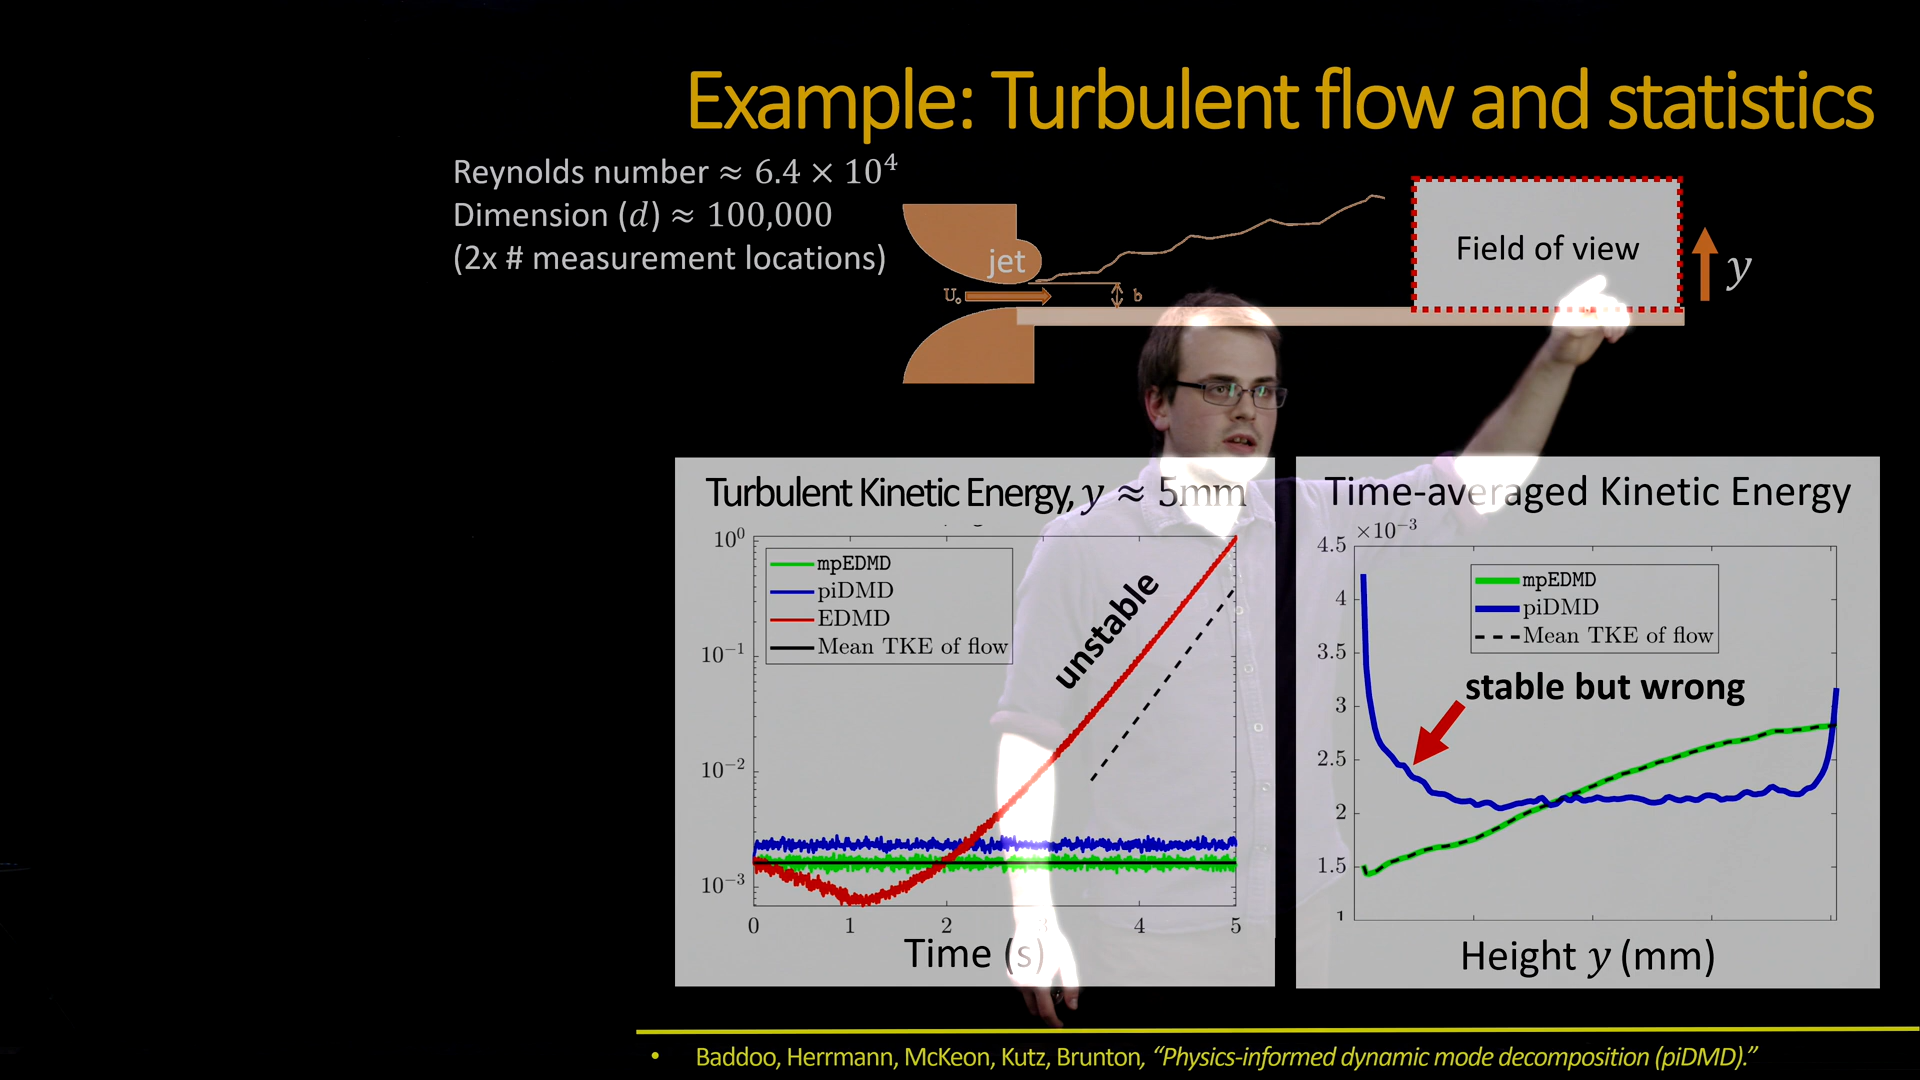 Example: Turbulent flow and statistics
Reynolds number ≈ 6.4 × 10⁴
Dimension (d) ≈ 100,000
(2x # measurement locations)
jet
U₀
b
Field of view
y
Turbulent Kinetic Energy, y ≈ 5mm
10⁰
10⁻¹
10⁻²
10⁻³
mpEDMD
piDMD
EDMD
Mean TKE of flow
unstable
0 1 2 3 4 5
Time (s)
Time-averaged Kinetic Energy
×10⁻³
4.5
4
3.5
3
2.5
2
1.5
1
mpEDMD
piDMD
Mean TKE of flow
stable but wrong
Height y (mm)
• Baddoo, Herrmann, McKeon, Kutz, Brunton, “Physics-informed dynamic mode decomposition (piDMD).”